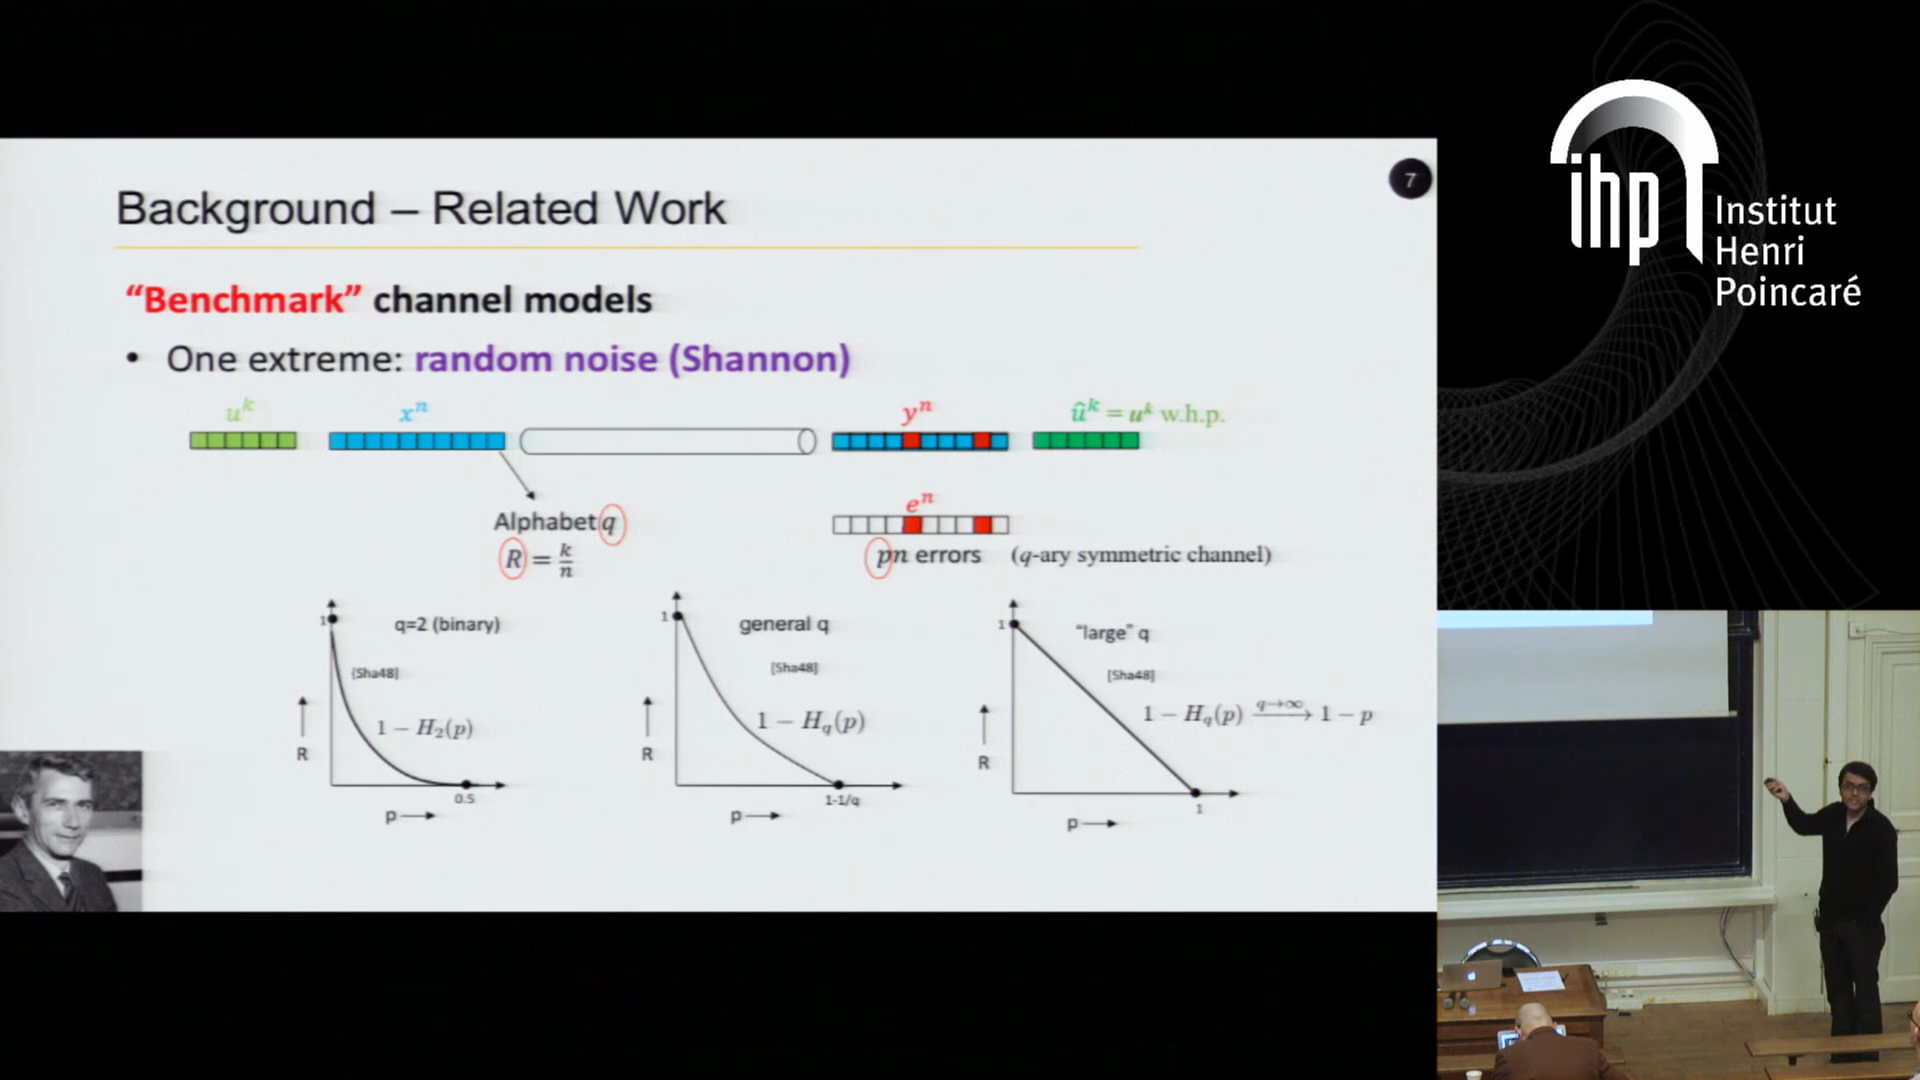 7
Background – Related Work
“Benchmark” channel models
• One extreme: random noise (Shannon)
u^k
x^n
y^n
û^k = u^k w.h.p.
e^n
Alphabet q
R = k/n
pn errors (q-ary symmetric channel)
1
q=2 (binary)
[Sha48]
1 − H_2(p)
R
0.5
p
1
general q
[Sha48]
1 − H_q(p)
R
1-1/q
p
1
“large” q
[Sha48]
1 − H_q(p) q→∞ 1 − p
R
1
p
ihp
Institut
Henri
Poincaré